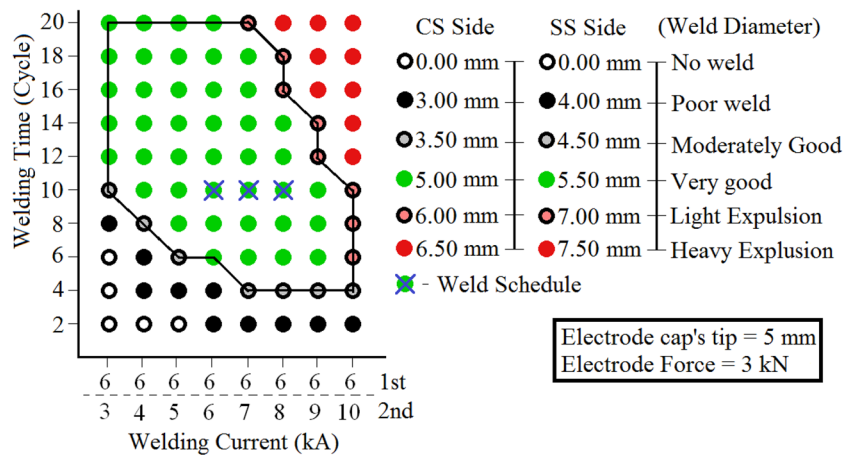 20
18
16
14
12
10
8
6
4
2
Welding Time (Cycle)
6 6 6 6 6 6 6 6 1st
3 4 5 6 7 8 9 10 2nd
Welding Current (kA)
CS Side SS Side (Weld Diameter)
0.00 mm 0.00 mm No weld
3.00 mm 4.00 mm Poor weld
3.50 mm 4.50 mm Moderately Good
5.00 mm 5.50 mm Very good
6.00 mm 7.00 mm Light Expulsion
6.50 mm 7.50 mm Heavy Explusion
- Weld Schedule
Electrode cap's tip = 5 mm
Electrode Force = 3 kN